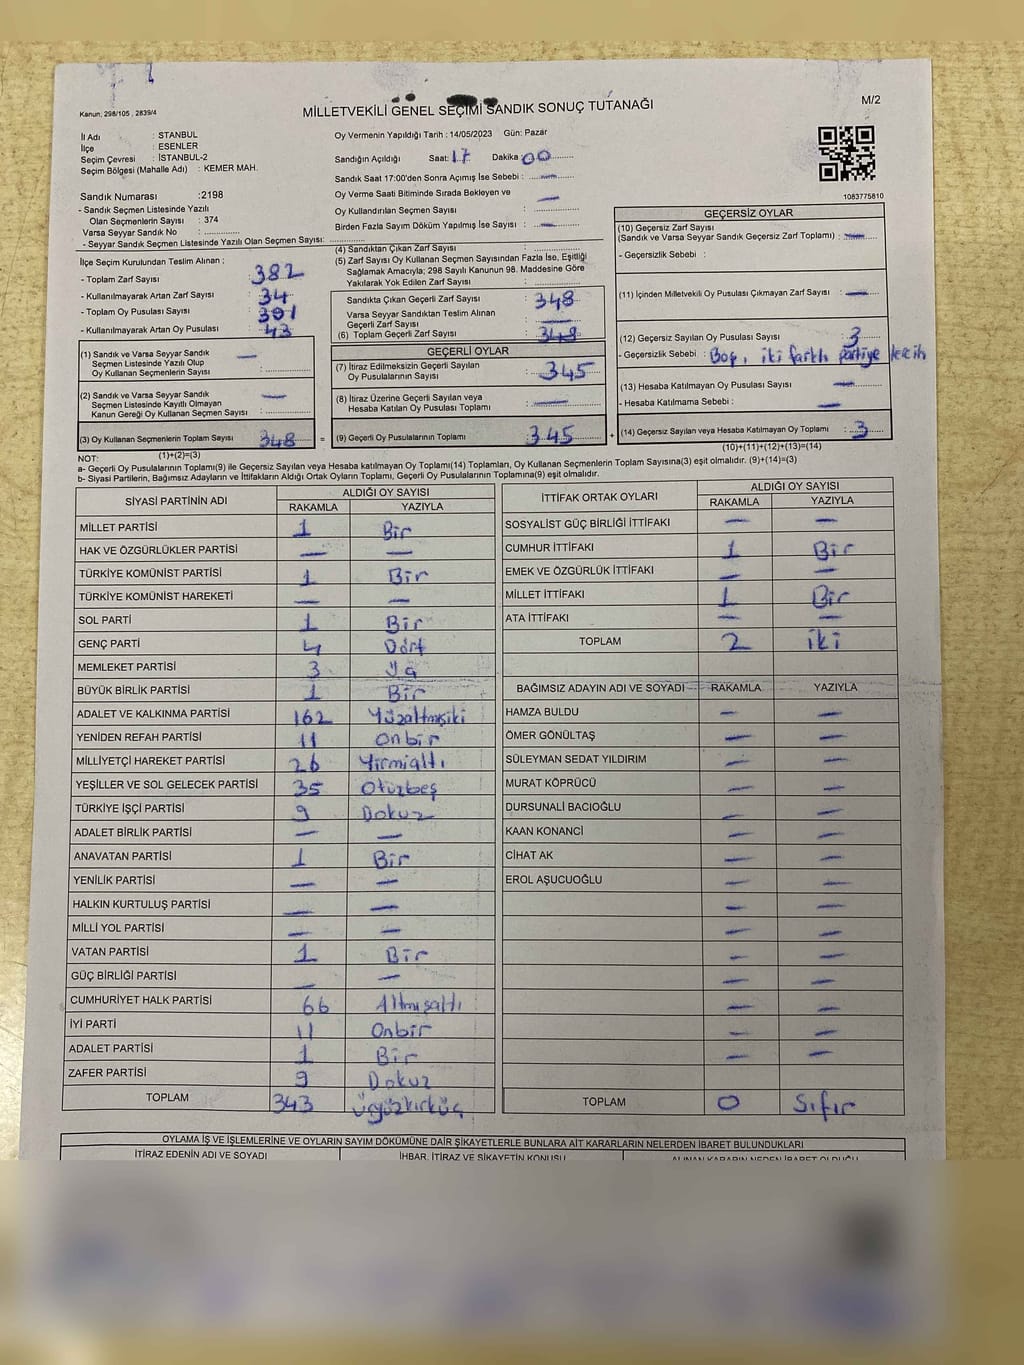 Kanun; 298/105 , 2839/4
MİLLETVEKİLİ GENEL SEÇİMİ SANDIK SONUÇ TUTANAĞI
M/2
İl Adı : STANBUL
İlçe : ESENLER
Seçim Çevresi : İSTANBUL-2
Seçim Bölgesi (Mahalle Adı) : KEMER MAH.
Sandık Numarası :2198
- Sandık Seçmen Listesinde Yazılı
Olan Seçmenlerin Sayısı : 374
Varsa Seyyar Sandık No :
- Seyyar Sandık Seçmen Listesinde Yazılı Olan Seçmen Sayısı:
Oy Vermenin Yapıldığı Tarih : 14/05/2023 Gün: Pazar
Sandığın Açıldığı Saat: 17 Dakika 00
Sandık Saat 17:00'den Sonra Açımış İse Sebebi : —
Oy Verme Saati Bitiminde Sırada Bekleyen ve —
Oy Kullandırılan Seçmen Sayısı
Birden Fazla Sayım Döküm Yapılmış İse Sayısı : —
1083775810
İlçe Seçim Kurulundan Teslim Alınan :
- Toplam Zarf Sayısı : 382
- Kullanılmayarak Artan Zarf Sayısı : 34
- Toplam Oy Pusulası Sayısı : 391
- Kullanılmayarak Artan Oy Pusulası : 43
(4) Sandıktan Çıkan Zarf Sayısı :
(5) Zarf Sayısı Oy Kullanan Seçmen Sayısından Fazla İse, Eşitliği
Sağlamak Amacıyla; 298 Sayılı Kanunun 98. Maddesine Göre
Yakılarak Yok Edilen Zarf Sayısı :
Sandıkta Çıkan Geçerli Zarf Sayısı : 348
Varsa Seyyar Sandıktan Teslim Alınan
Geçerli Zarf Sayısı : —
(6) Toplam Geçerli Zarf Sayısı : 348
GEÇERSİZ OYLAR
(10) Geçersiz Zarf Sayısı
(Sandık ve Varsa Seyyar Sandık Geçersiz Zarf Toplamı) : —
- Geçersizlik Sebebi :
(11) İçinden Milletvekili Oy Pusulası Çıkmayan Zarf Sayısı : —
(12) Geçersiz Sayılan Oy Pusulası Sayısı : 3
- Geçersizlik Sebebi : Boş, iki farklı partiye tercih
(13) Hesaba Katılmayan Oy Pusulası Sayısı : —
- Hesaba Katılmama Sebebi : —
(14) Geçersiz Sayılan veya Hesaba Katılmayan Oy Toplamı : 3
(10)+(11)+(12)+(13)=(14)
(1) Sandık ve Varsa Seyyar Sandık —
Seçmen Listesinde Yazılı Olup
Oy Kullanan Seçmenlerin Sayısı :
(2) Sandık ve Varsa Seyyar Sandık —
Seçmen Listesinde Kayıtlı Olmayan
Kanun Gereği Oy Kullanan Seçmen Sayısı :
(3) Oy Kullanan Seçmenlerin Toplam Sayısı : 348 =
(1)+(2)=(3)
GEÇERLİ OYLAR
(7) İtiraz Edilmeksizin Geçerli Sayılan
Oy Pusulalarının Sayısı : 345
(8) İtiraz Üzerine Geçerli Sayılan veya
Hesaba Katılan Oy Pusulası Toplamı : —
(9) Geçerli Oy Pusulalarının Toplamı : 345 +
NOT:
a- Geçerli Oy Pusulalarının Toplamı(9) ile Geçersiz Sayılan veya Hesaba katılmayan Oy Toplamı(14) Toplamları, Oy Kullanan Seçmenlerin Toplam Sayısına(3) eşit olmalıdır. (9)+(14)=(3)
b- Siyasi Partilerin, Bağımsız Adayların ve İttifakların Aldığı Ortak Oyların Toplamı, Geçerli Oy Pusulalarının Toplamına(9) eşit olmalıdır.
SİYASİ PARTİNİN ADI ALDIĞI OY SAYISI
RAKAMLA YAZIYLA
MİLLET PARTİSİ 1 Bir
HAK VE ÖZGÜRLÜKLER PARTİSİ — —
TÜRKİYE KOMÜNİST PARTİSİ 1 Bir
TÜRKİYE KOMÜNİST HAREKETİ — —
SOL PARTİ 1 Bir
GENÇ PARTİ 4 Dört
MEMLEKET PARTİSİ 3 Üç
BÜYÜK BİRLİK PARTİSİ 1 Bir
ADALET VE KALKINMA PARTİSİ 162 Yüzaltmışiki
YENİDEN REFAH PARTİSİ 11 Onbir
MİLLİYETÇİ HAREKET PARTİSİ 26 Yirmialtı
YEŞİLLER VE SOL GELECEK PARTİSİ 35 Otuzbeş
TÜRKİYE İŞÇİ PARTİSİ 9 Dokuz
ADALET BİRLİK PARTİSİ — —
ANAVATAN PARTİSİ 1 Bir
YENİLİK PARTİSİ — —
HALKIN KURTULUŞ PARTİSİ — —
MİLLİ YOL PARTİSİ — —
VATAN PARTİSİ 1 Bir
GÜÇ BİRLİĞİ PARTİSİ — —
CUMHURİYET HALK PARTİSİ 66 Altmışaltı
İYİ PARTİ 11 Onbir
ADALET PARTİSİ 1 Bir
ZAFER PARTİSİ 9 Dokuz
TOPLAM 343 Üçyüzkırküç
İTTİFAK ORTAK OYLARI ALDIĞI OY SAYISI
RAKAMLA YAZIYLA
SOSYALİST GÜÇ BİRLİĞİ İTTİFAKI — —
CUMHUR İTTİFAKI 1 Bir
EMEK VE ÖZGÜRLÜK İTTİFAKI — —
MİLLET İTTİFAKI 1 Bir
ATA İTTİFAKI — —
TOPLAM 2 iki
BAĞIMSIZ ADAYIN ADI VE SOYADI RAKAMLA YAZIYLA
HAMZA BULDU — —
ÖMER GÖNÜLTAŞ — —
SÜLEYMAN SEDAT YILDIRIM — —
MURAT KÖPRÜCÜ — —
DURSUNALİ BACIOĞLU — —
KAAN KONANCİ — —
CİHAT AK — —
EROL AŞUCUOĞLU — —
— —
— —
— —
— —
— —
— —
— —
TOPLAM 0 Sıfır
OYLAMA İŞ VE İŞLEMLERİNE VE OYLARIN SAYIM DÖKÜMÜNE DAİR ŞİKAYETLERLE BUNLARA AİT KARARLARIN NELERDEN İBARET BULUNDUKLARI
İTİRAZ EDENİN ADI VE SOYADI İHBAR, İTİRAZ VE ŞİKAYETİN KONUSU ALINAN KARARIN NEDEN İBARET OLDUĞU